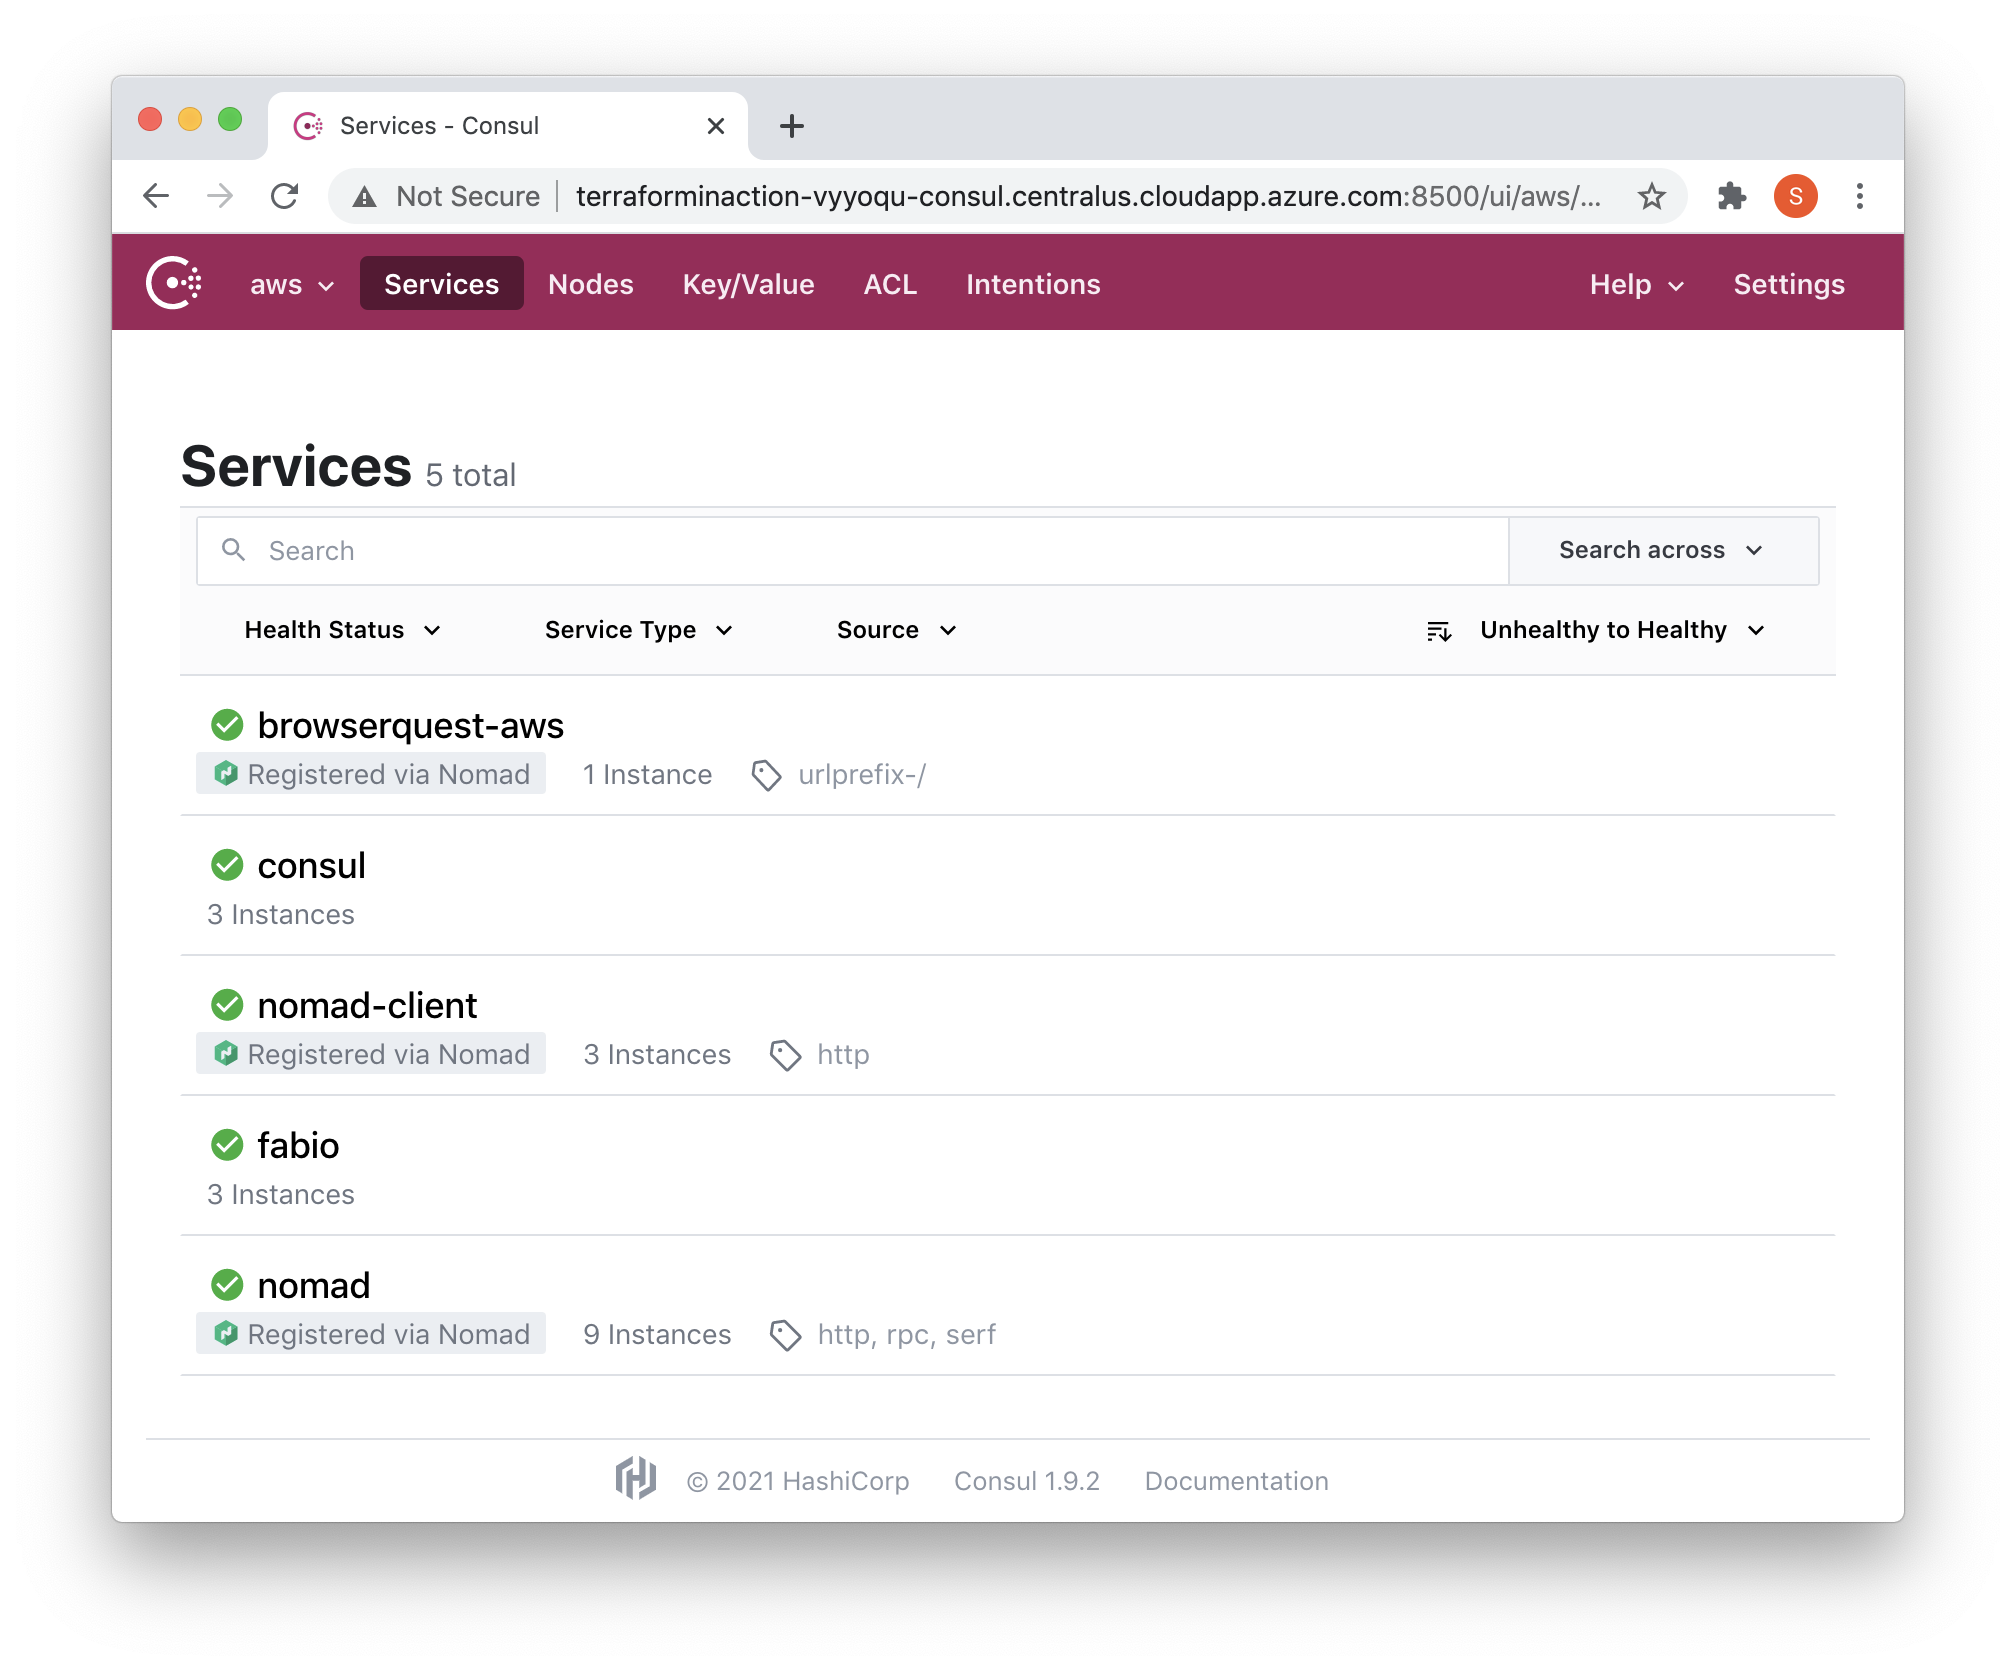 Services - Consul
Not Secure terraforminaction-vyyoqu-consul.centralus.cloudapp.azure.com:8500/ui/aws/... S
aws Services Nodes Key/Value ACL Intentions Help Settings
Services 5 total
Search Search across
Health Status Service Type Source Unhealthy to Healthy
browserquest-aws
Registered via Nomad 1 Instance urlprefix-/
consul
3 Instances
nomad-client
Registered via Nomad 3 Instances http
fabio
3 Instances
nomad
Registered via Nomad 9 Instances http, rpc, serf
© 2021 HashiCorp Consul 1.9.2 Documentation